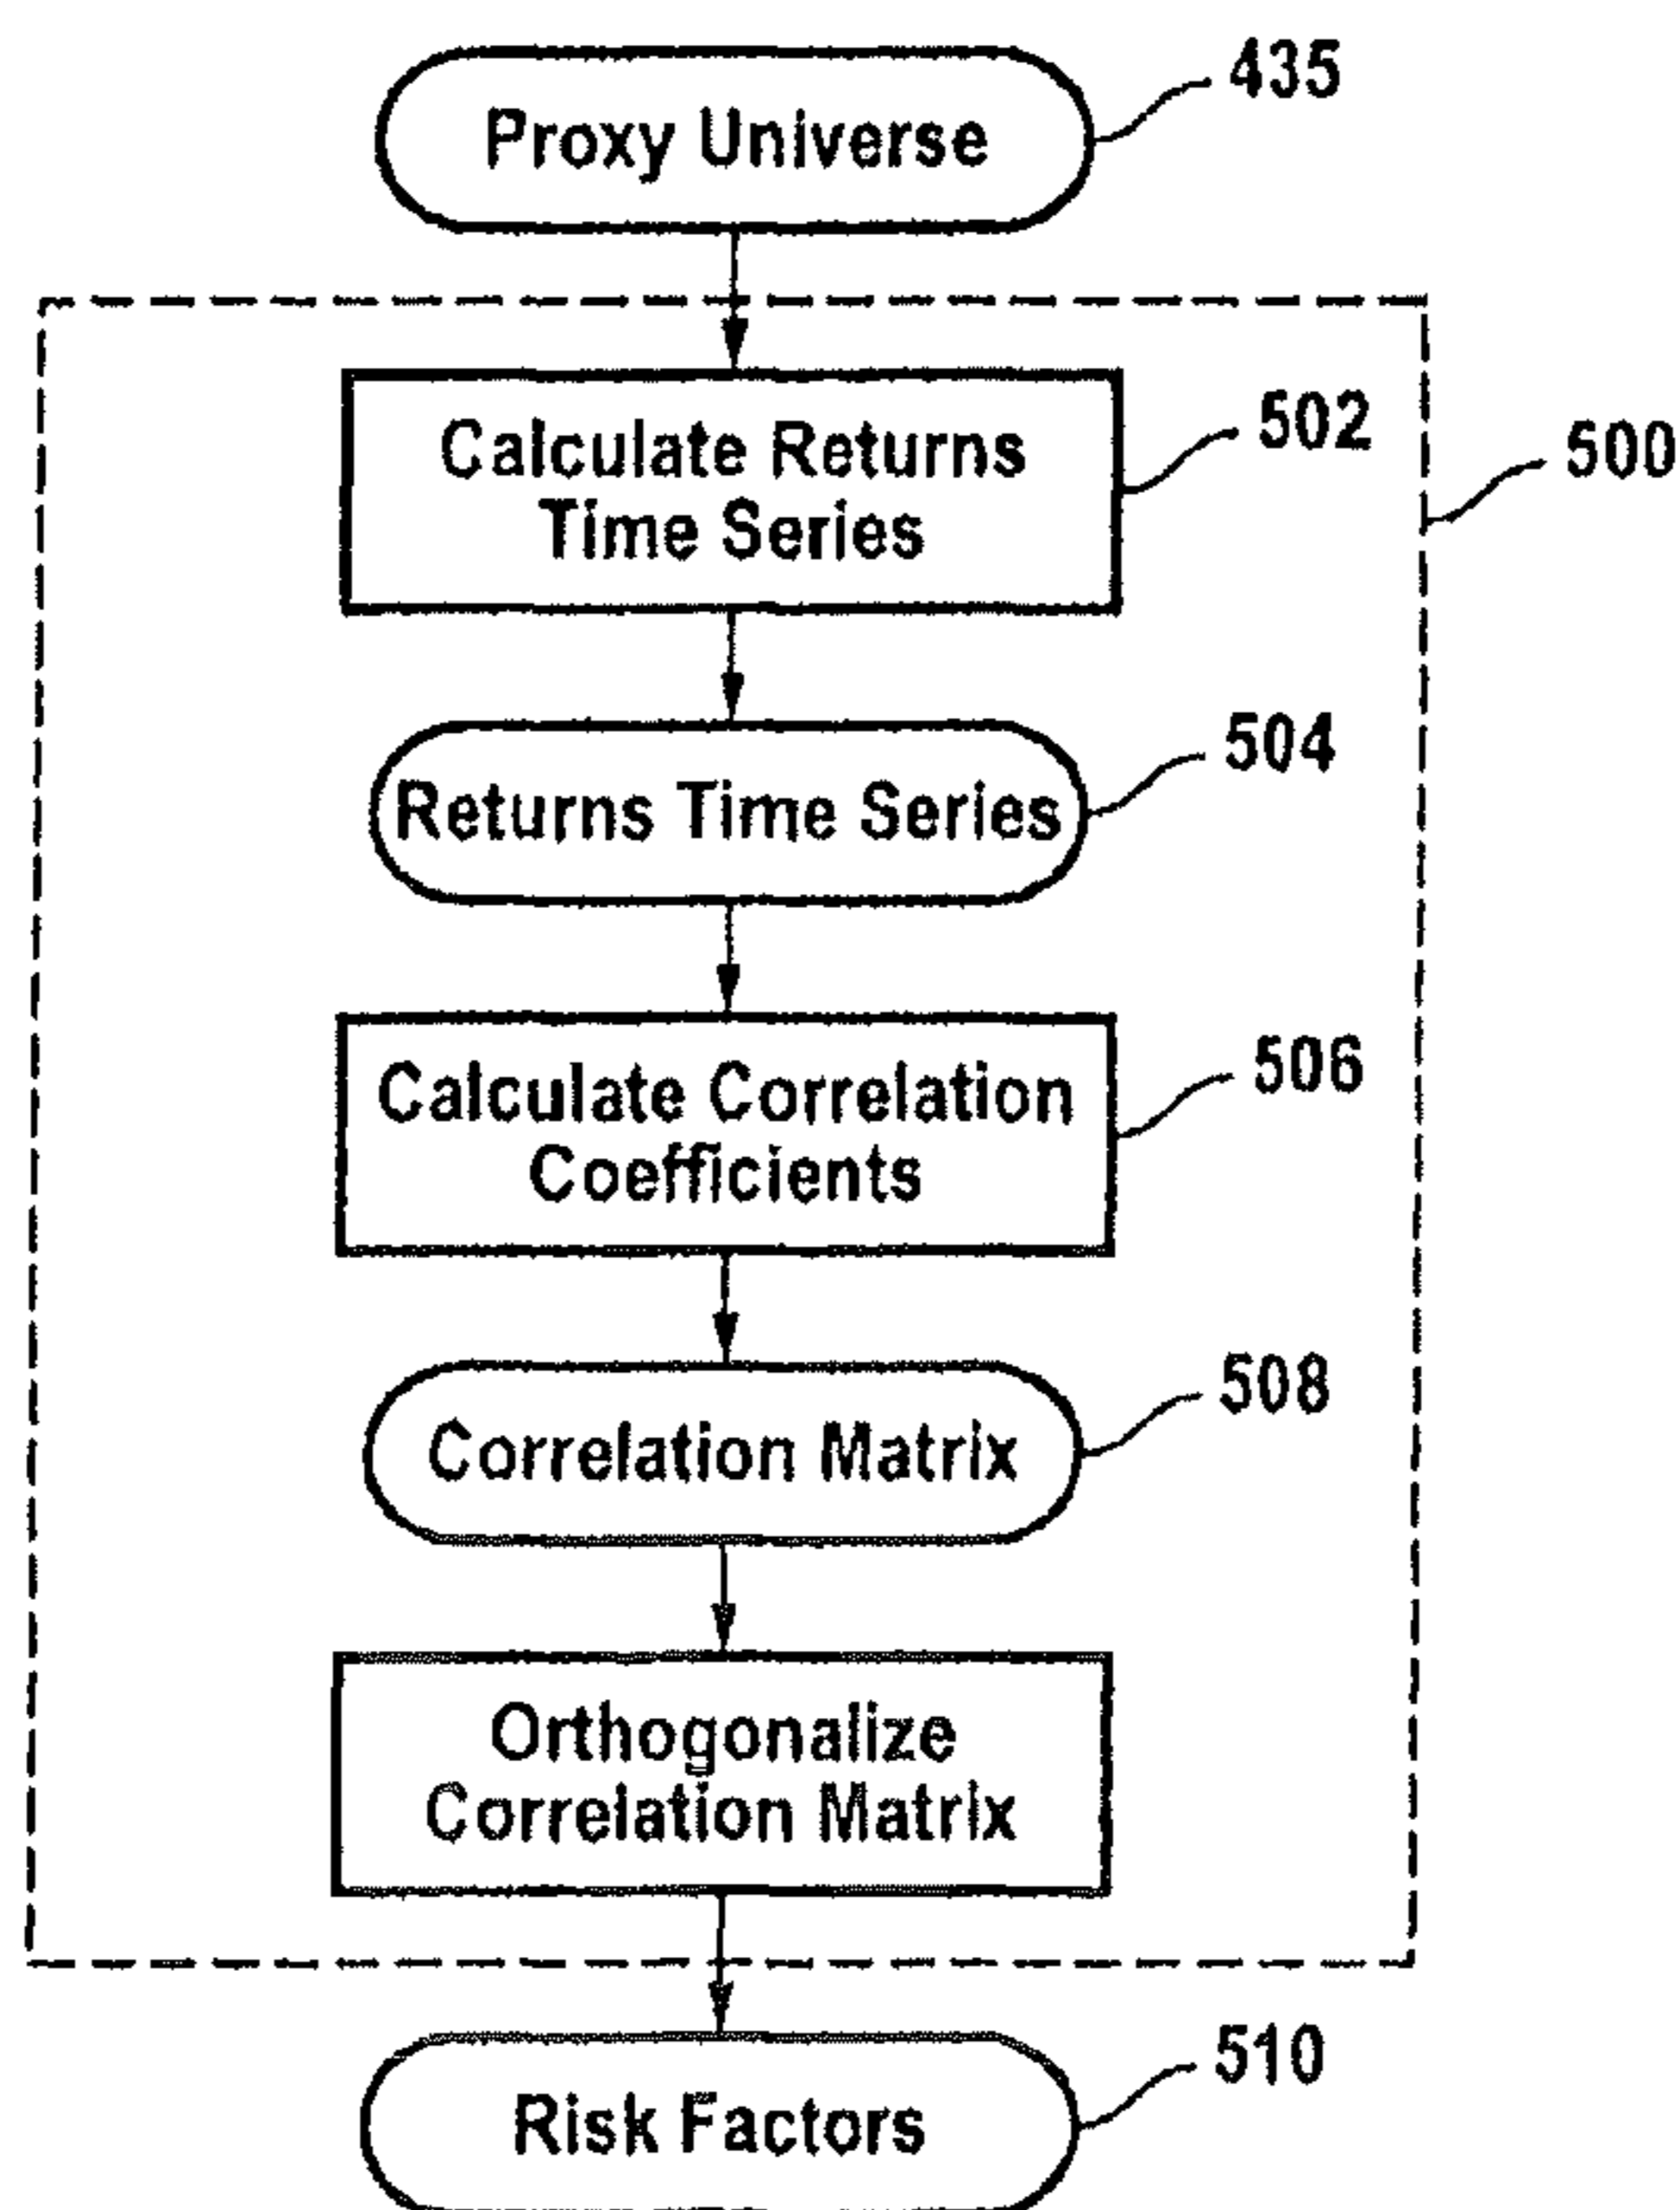 Proxy Universe
435
Calculate Returns
Time Series
502
500
Returns Time Series
504
Calculate Correlation
Coefficients
506
Correlation Matrix
508
Orthogonalize
Correlation Matrix
Risk Factors
510